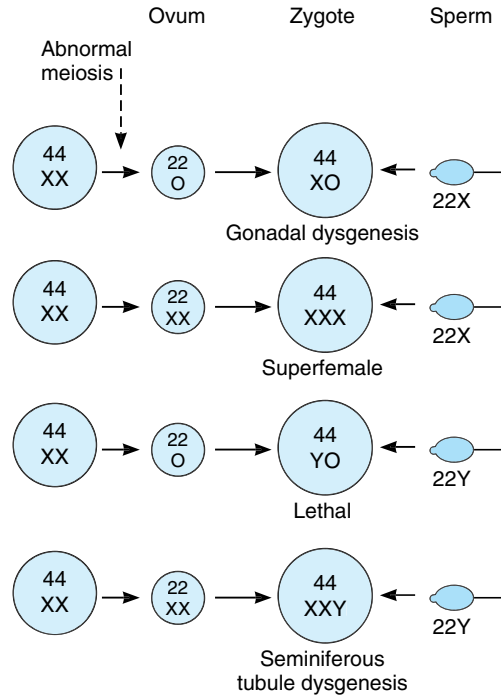 Ovum Zygote Sperm
Abnormal
meiosis
44
XX
22
O
44
XO
22X
Gonadal dysgenesis
44
XX
22
XX
44
XXX
22X
Superfemale
44
XX
22
O
44
YO
22Y
Lethal
44
XX
22
XX
44
XXY
22Y
Seminiferous
tubule dysgenesis